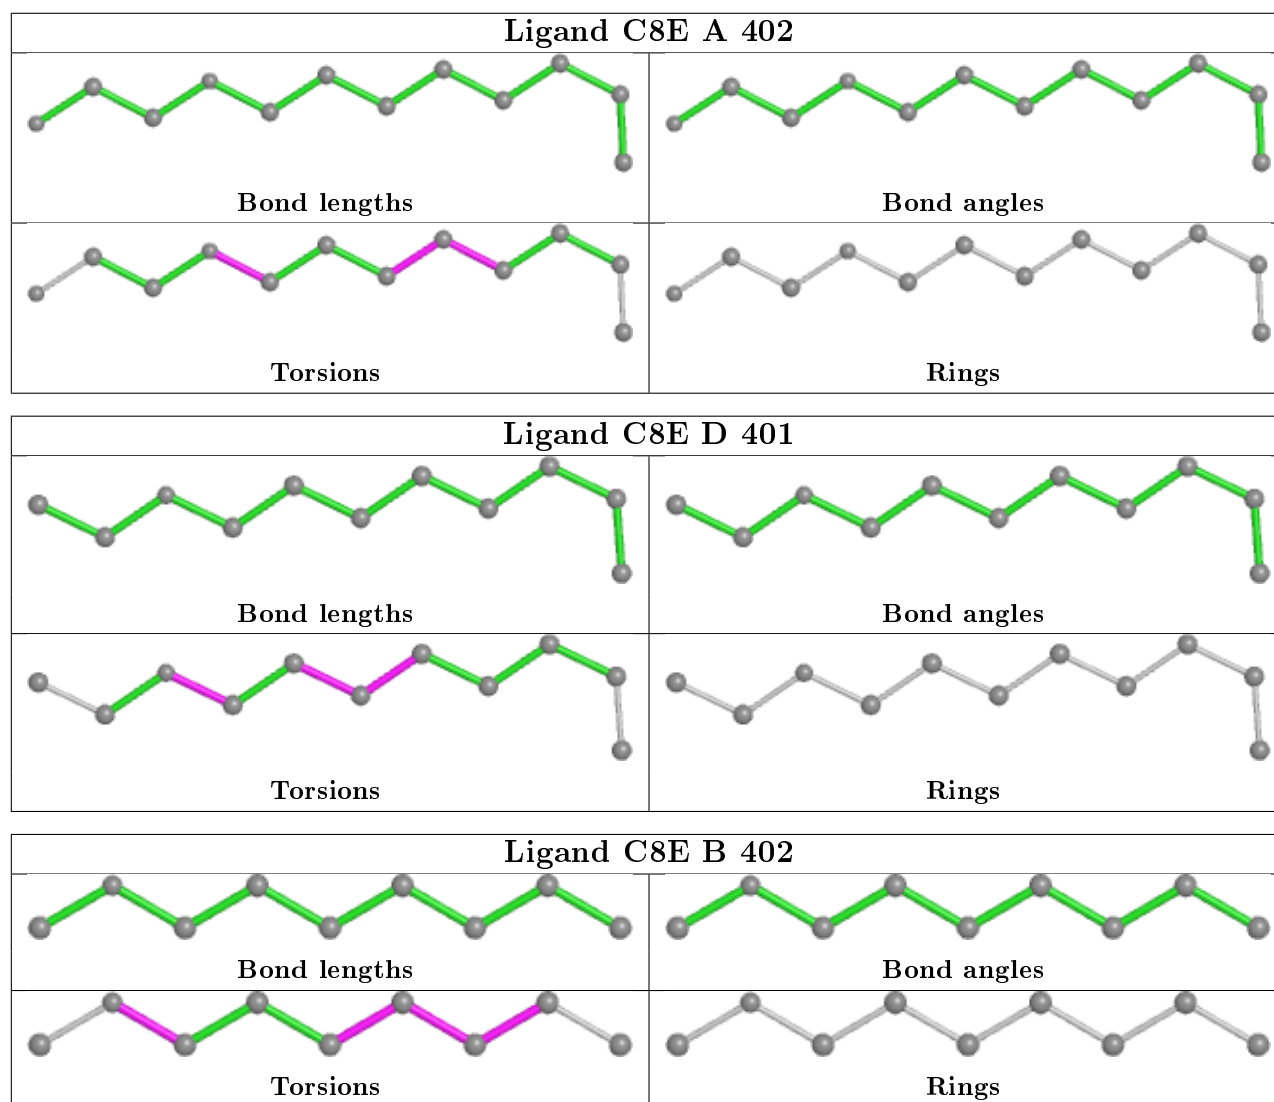 Ligand C8E A 402
Bond lengths
Bond angles
Torsions
Rings
Ligand C8E D 401
Bond lengths
Bond angles
Torsions
Rings
Ligand C8E B 402
Bond lengths
Bond angles
Torsions
Rings